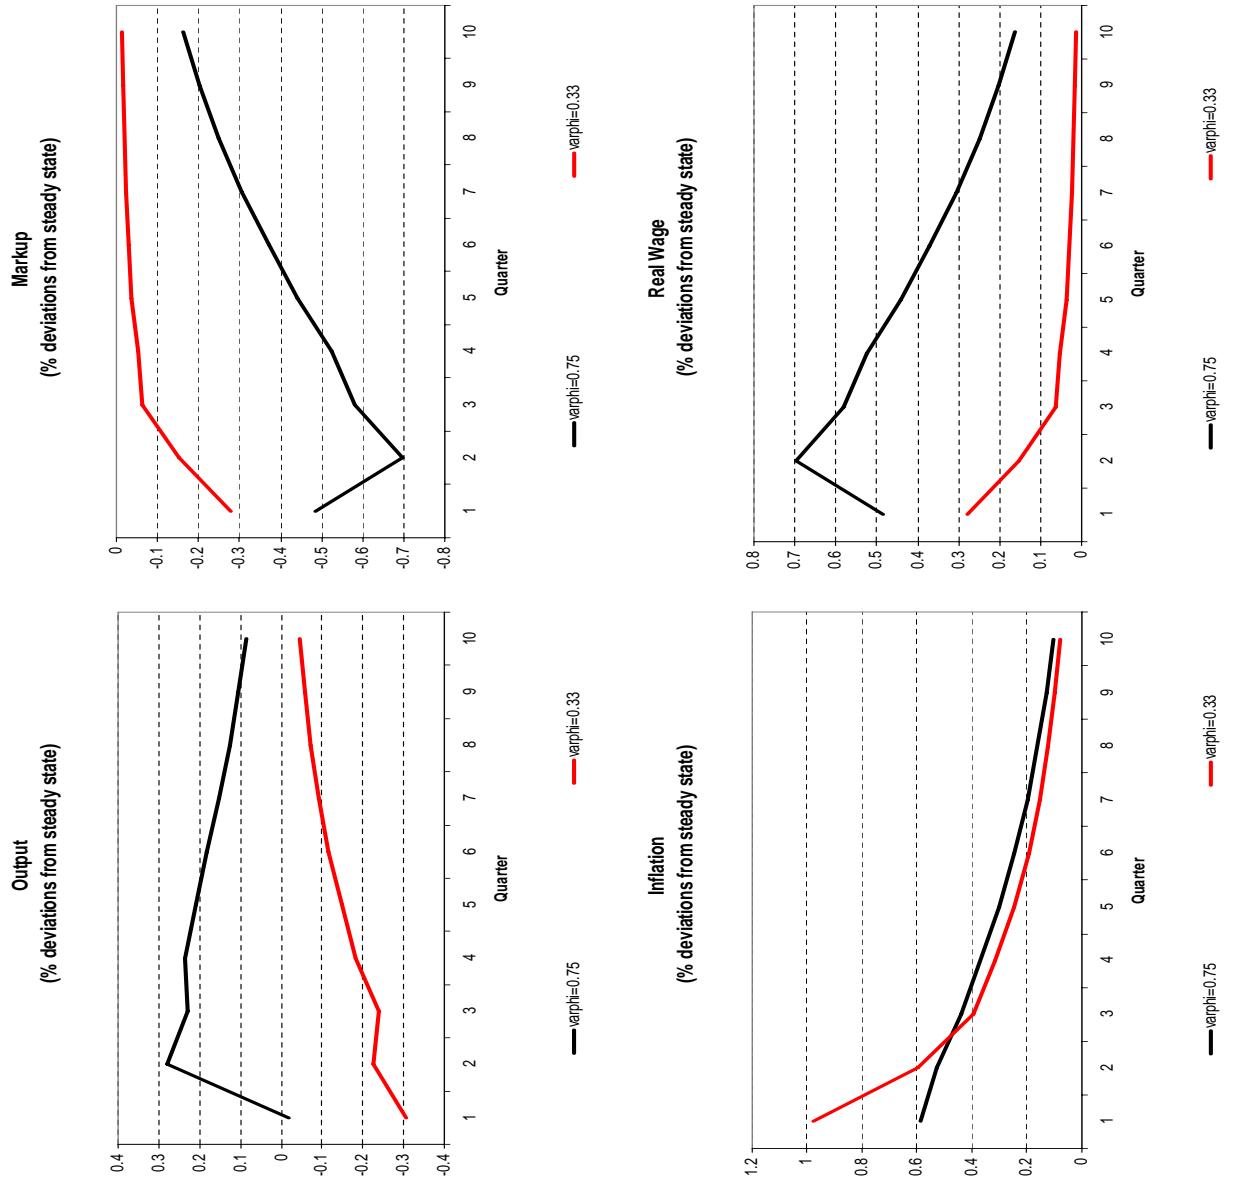 Output
(% deviations from steady state)
0.4
0.3
0.2
0.1
0
-0.1
-0.2
-0.3
-0.4
1 2 3 4 5 6 7 8 9 10
Quarter
varphi=0.75 varphi=0.33
Markup
(% deviations from steady state)
0
-0.1
-0.2
-0.3
-0.4
-0.5
-0.6
-0.7
-0.8
1 2 3 4 5 6 7 8 9 10
Quarter
varphi=0.75 varphi=0.33
Inflation
(% deviations from steady state)
1.2
1
0.8
0.6
0.4
0.2
0
1 2 3 4 5 6 7 8 9 10
Quarter
varphi=0.75 varphi=0.33
Real Wage
(% deviations from steady state)
0.8
0.7
0.6
0.5
0.4
0.3
0.2
0.1
0
1 2 3 4 5 6 7 8 9 10
Quarter
varphi=0.75 varphi=0.33